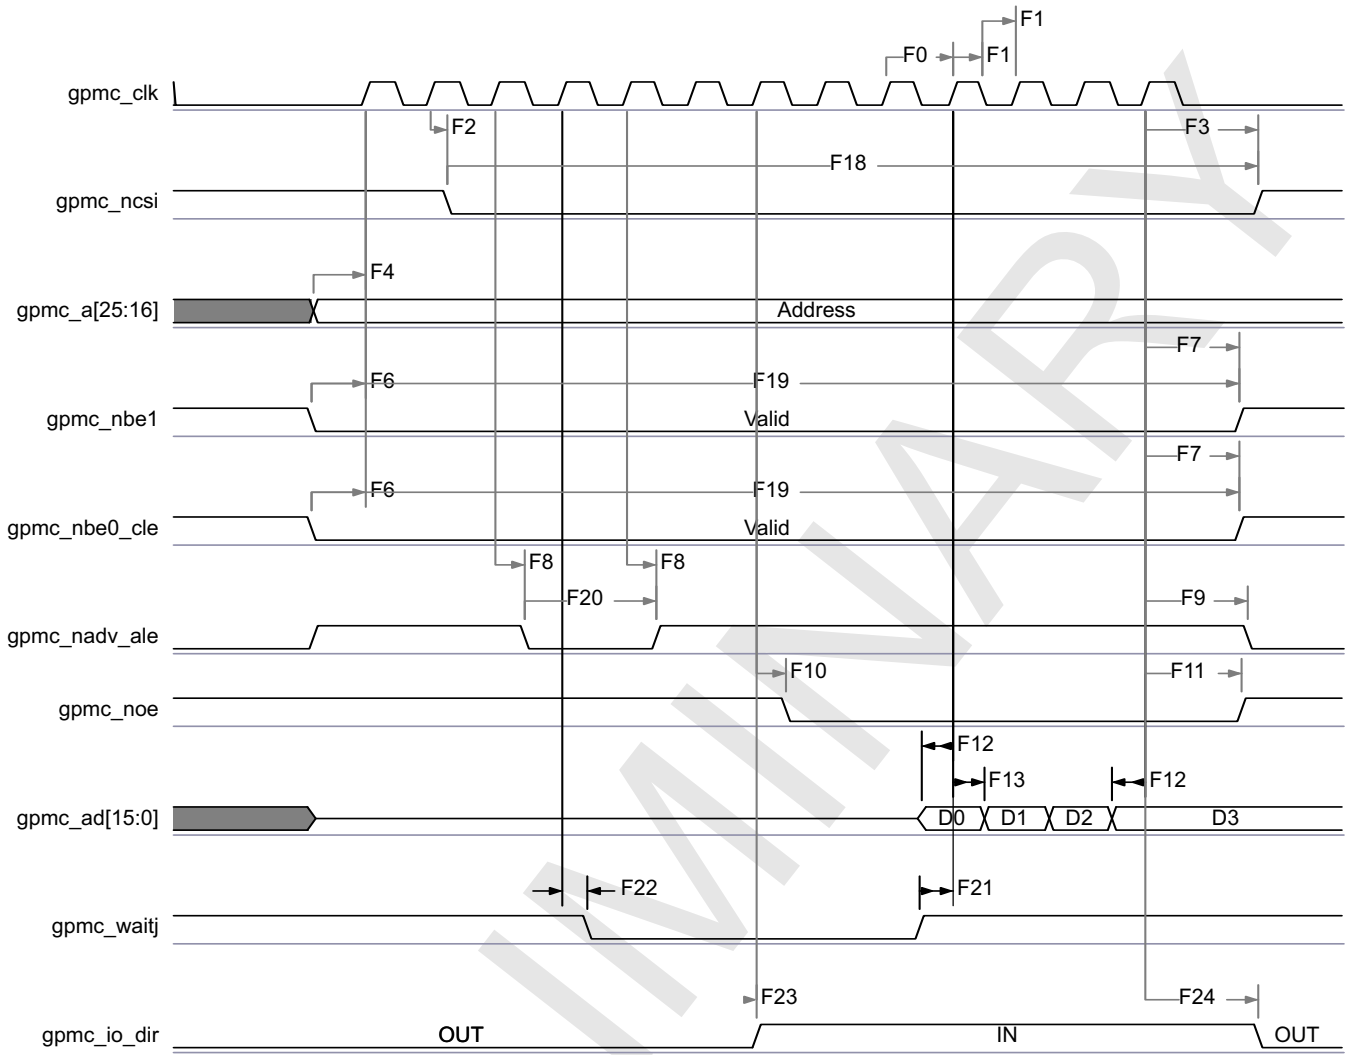 F1
F0
F1
gpmc_clk
F2
F3
F18
gpmc_ncsi
F4
gpmc_a[25:16]
Address
F7
F6
F19
gpmc_nbe1
Valid
F7
F6
F19
gpmc_nbe0_cle
Valid
F8
F8
F20
F9
gpmc_nadv_ale
F10
F11
gpmc_noe
F12
F13
F12
gpmc_ad[15:0]
D0
D1
D2
D3
F22
F21
gpmc_waitj
F23
F24
gpmc_io_dir
OUT
IN
OUT
IMINARY